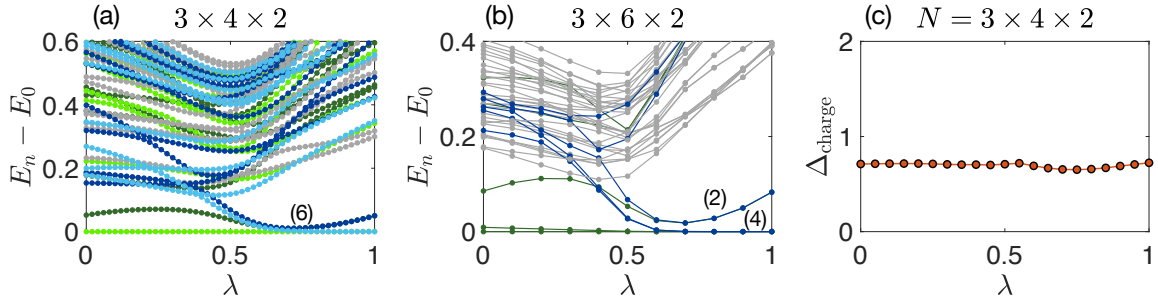 (a) 3 × 4 × 2
0.6
0.4
0.2
0
E_n − E_0
(6)
0 0.5 1
λ
(b) 3 × 6 × 2
0.4
0.2
0
E_n − E_0
(2)
(4)
0 0.5 1
λ
(c) N = 3 × 4 × 2
2
1
0
Δ_charge
0 0.5 1
λ